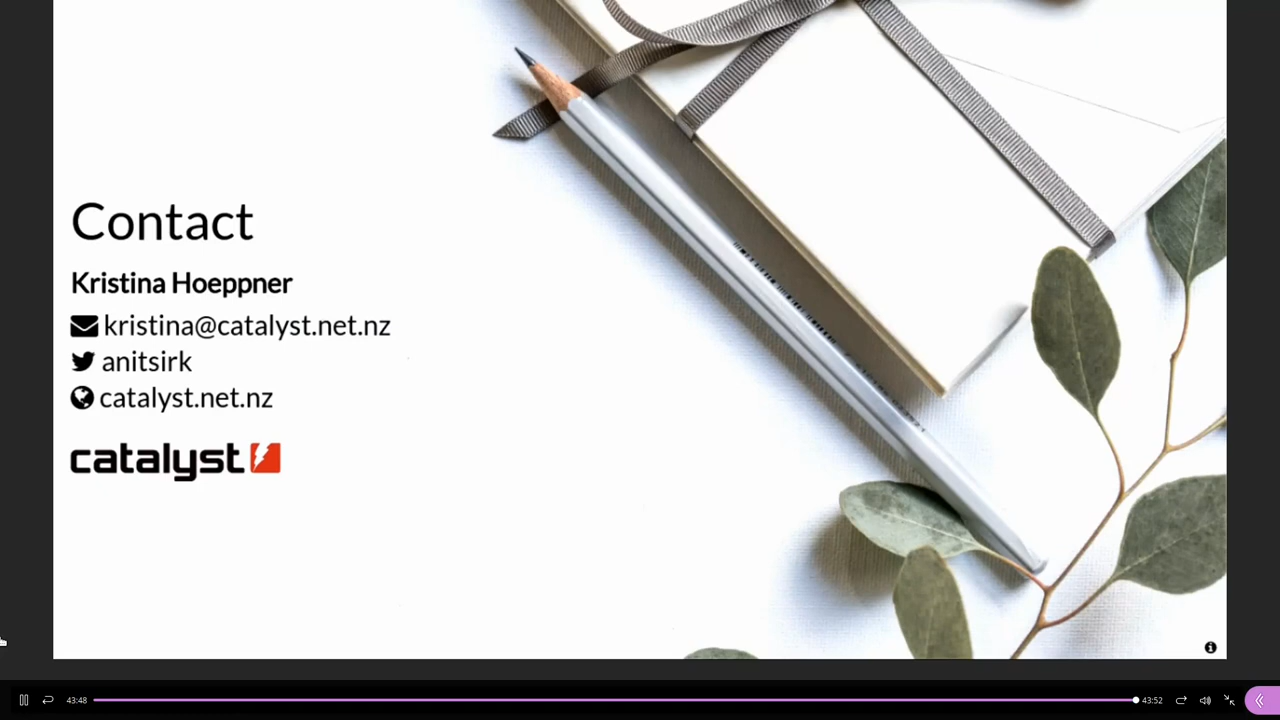 Contact
Kristina Hoeppner
kristina@catalyst.net.nz
anitsirk
catalyst.net.nz
catalyst
43:48
43:52